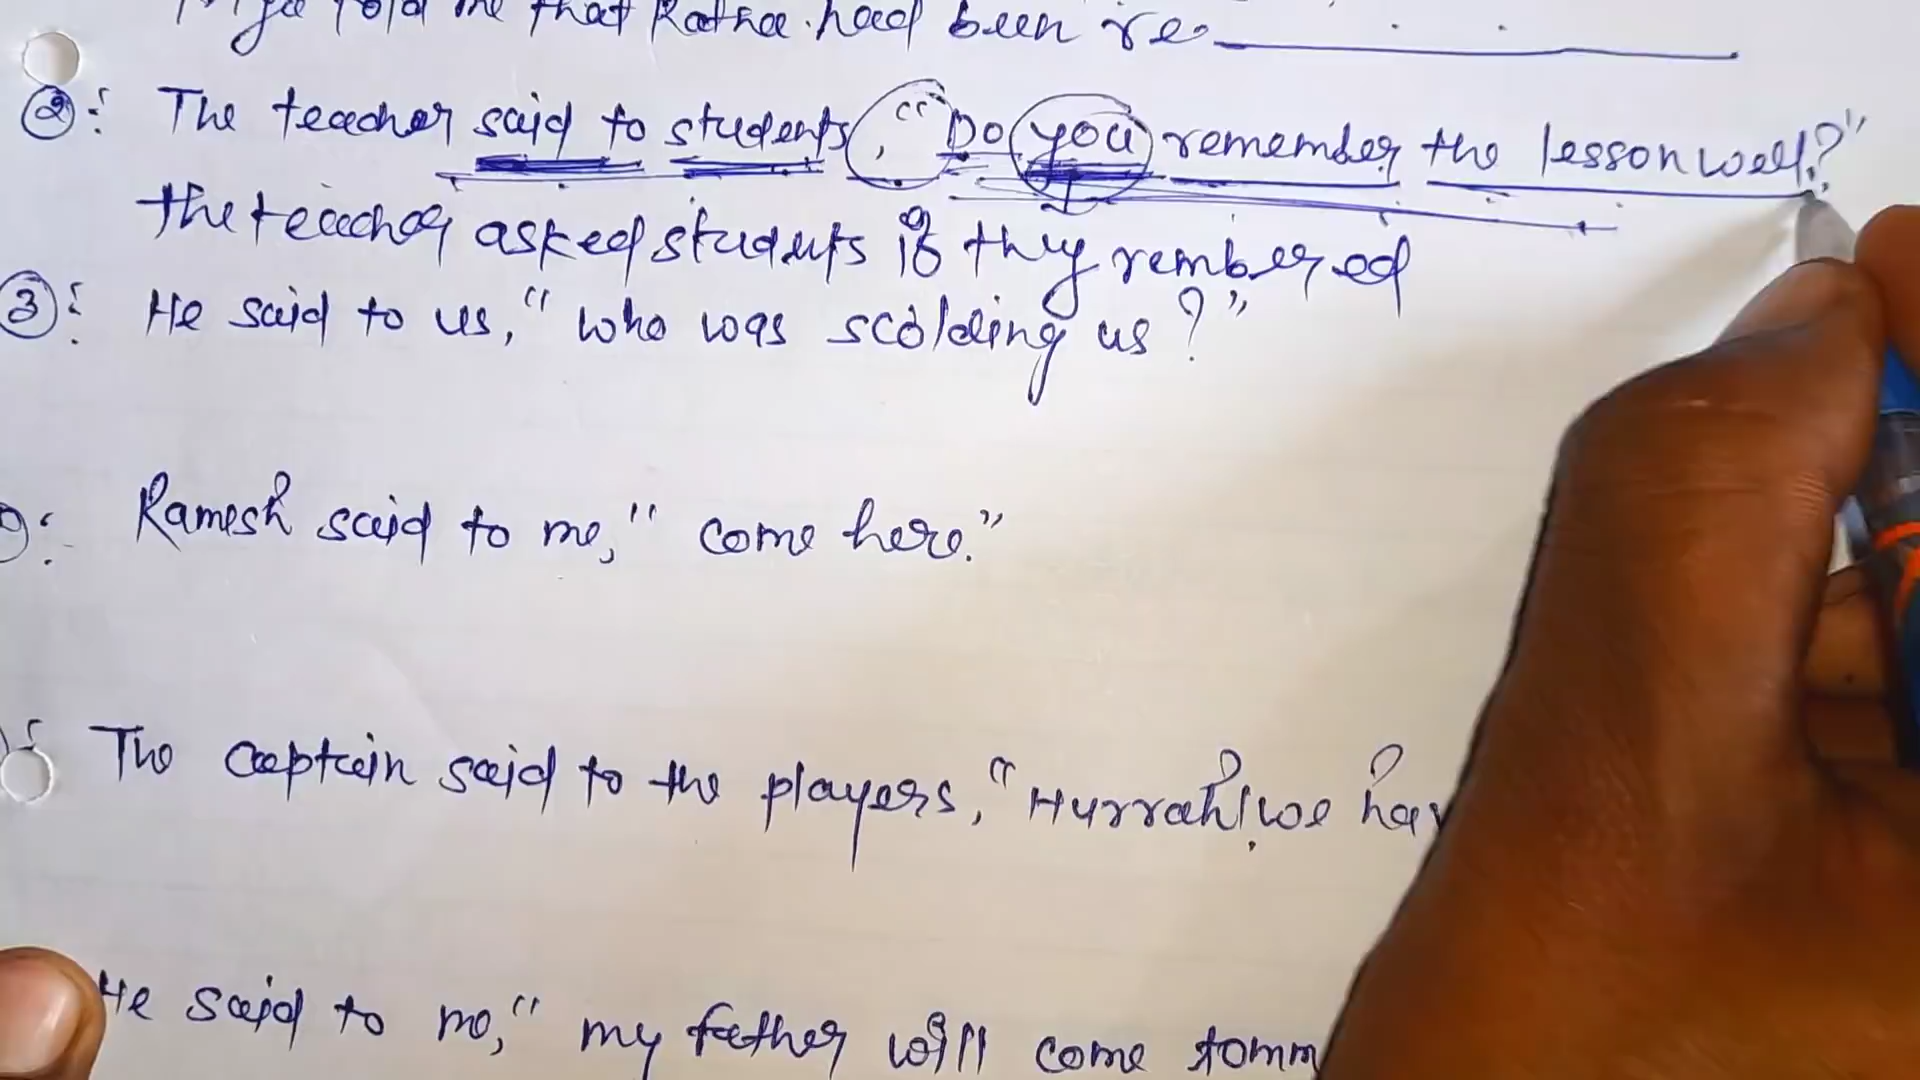 told me that Ratha had been re
②: The teacher said to students, "Do you remember the lesson well?"
the teacher asked students if they rembered
③: He said to us, "who was scolding us?"
Ramesh said to me, "come here."
The captain said to the players, "Hurrah! we hav
He said to me, "my father will come tomm